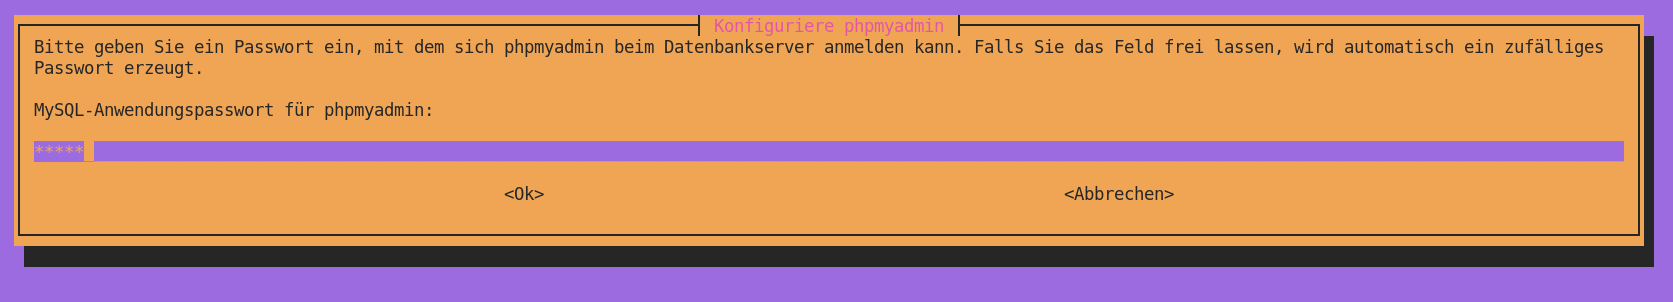 Konfiguriere phpmyadmin
Bitte geben Sie ein Passwort ein, mit dem sich phpmyadmin beim Datenbankserver anmelden kann. Falls Sie das Feld frei lassen, wird automatisch ein zufälliges
Passwort erzeugt.
MySQL-Anwendungspasswort für phpmyadmin:
*****
<Ok> <Abbrechen>